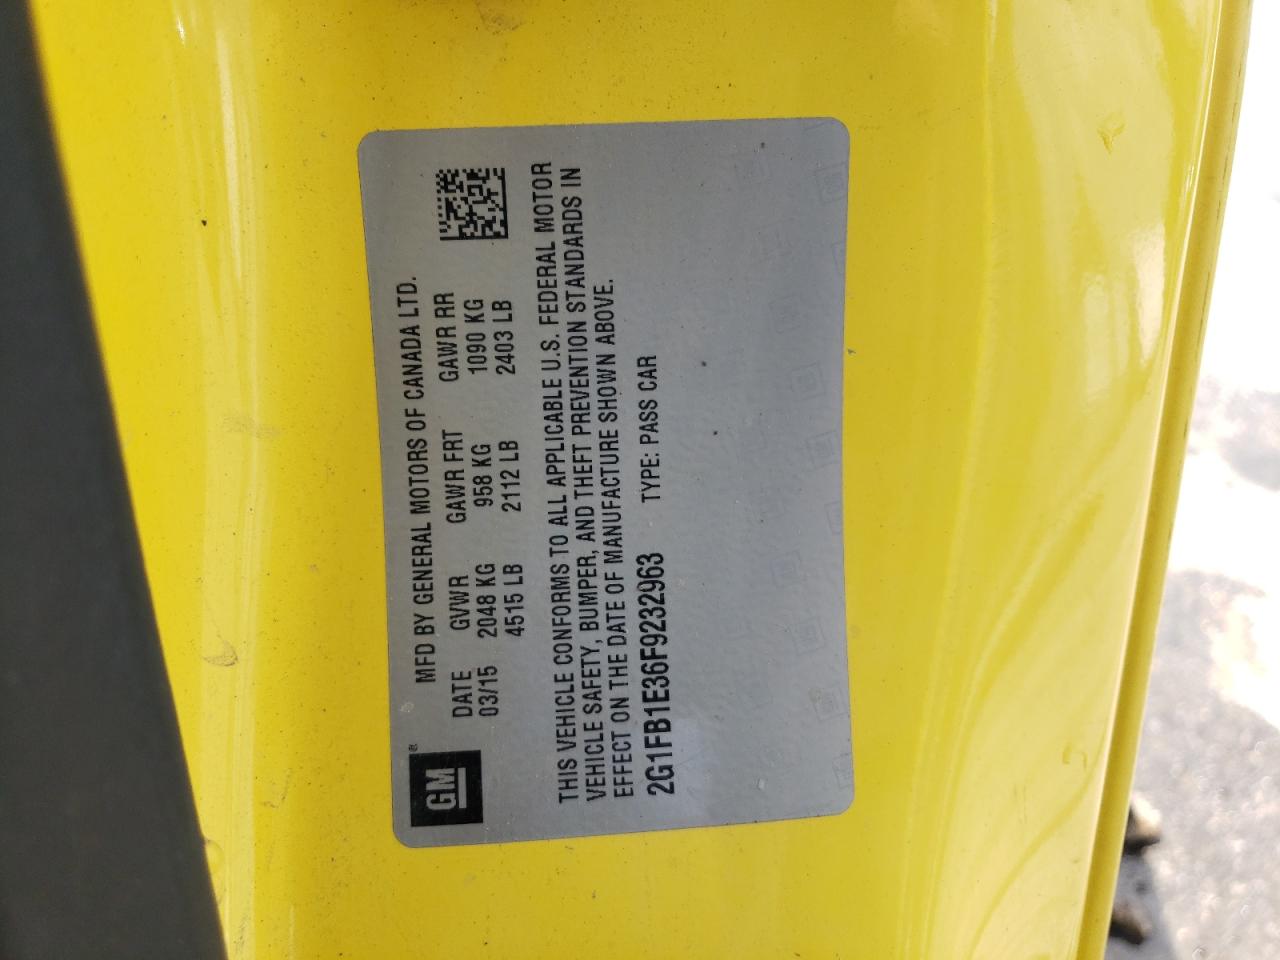 GM®
MFD BY GENERAL MOTORS OF CANADA LTD.
DATE GVWR GAWR FRT GAWR RR
03/15 2048 KG 958 KG 1090 KG
4515 LB 2112 LB 2403 LB
THIS VEHICLE CONFORMS TO ALL APPLICABLE U.S. FEDERAL MOTOR
VEHICLE SAFETY, BUMPER, AND THEFT PREVENTION STANDARDS IN
EFFECT ON THE DATE OF MANUFACTURE SHOWN ABOVE.
2G1FB1E36F9232963 TYPE: PASS CAR